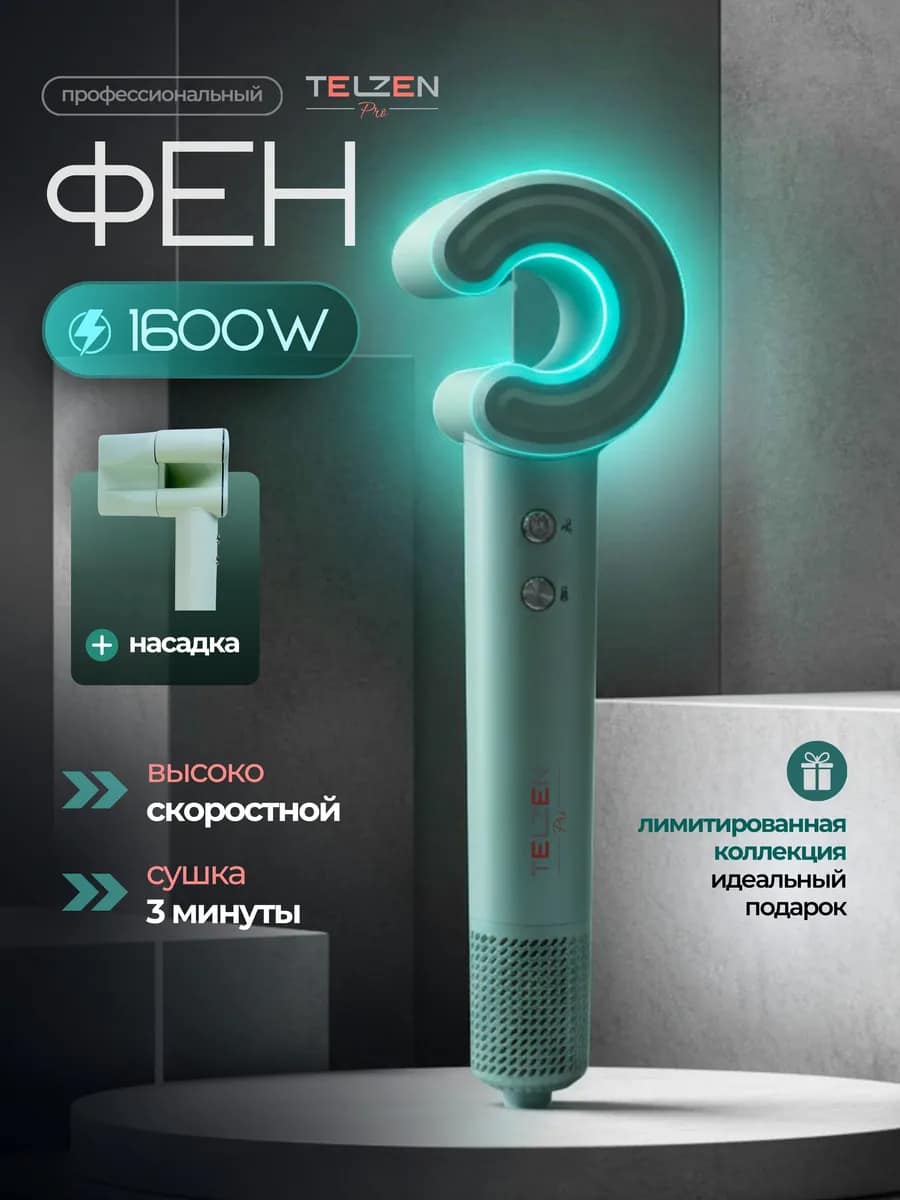 профессиональный
TELZEN
Pro
ФЕН
1600W
+ насадка
высоко
скоростной
сушка
3 минуты
TELZEN
Pro
лимитированная
коллекция
идеальный
подарок